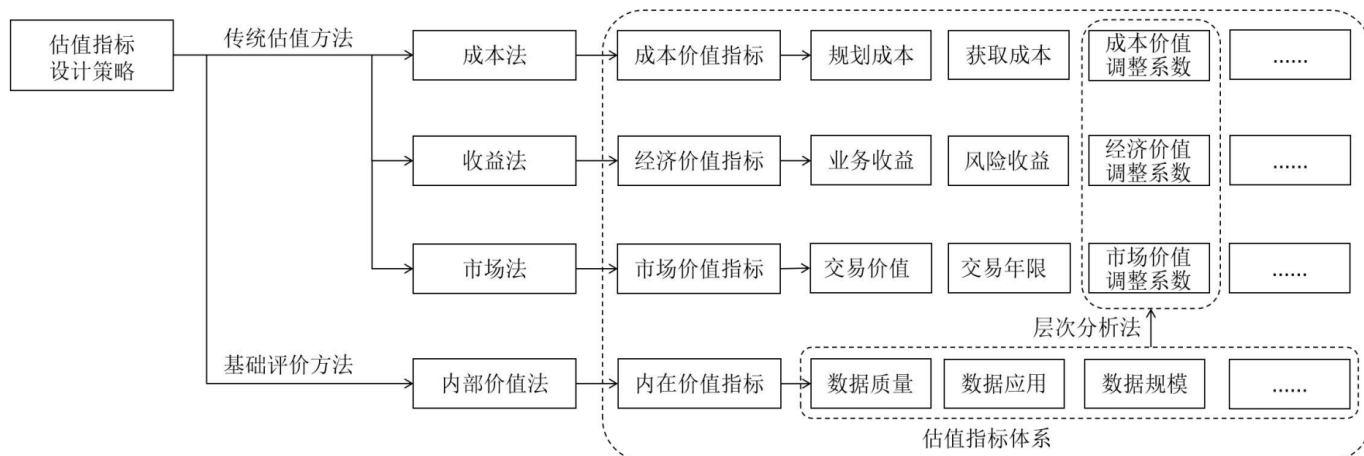 估值指标
设计策略
传统估值方法
成本法
成本价值指标
规划成本
获取成本
成本价值
调整系数
......
收益法
经济价值指标
业务收益
风险收益
经济价值
调整系数
......
市场法
市场价值指标
交易价值
交易年限
市场价值
调整系数
......
层次分析法
基础评价方法
内部价值法
内在价值指标
数据质量
数据应用
数据规模
......
估值指标体系